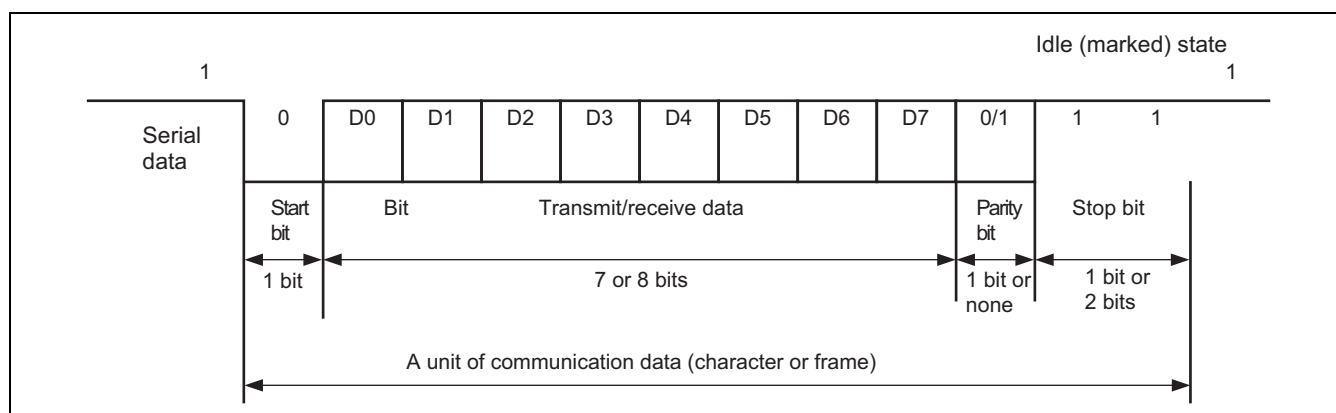 Idle (marked) state
1 1
0 D0 D1 D2 D3 D4 D5 D6 D7 0/1 1 1
Serial
data
Start
bit
Bit
Transmit/receive data
Parity
bit
Stop bit
1 bit
7 or 8 bits
1 bit or
none
1 bit or
2 bits
A unit of communication data (character or frame)